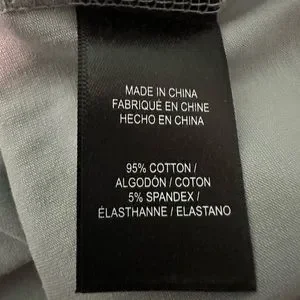 MADE IN CHINA
FABRIQUÉ EN CHINE
HECHO EN CHINA
95% COTTON /
ALGODÓN / COTON
5% SPANDEX /
ÉLASTHANNE / ELASTANO